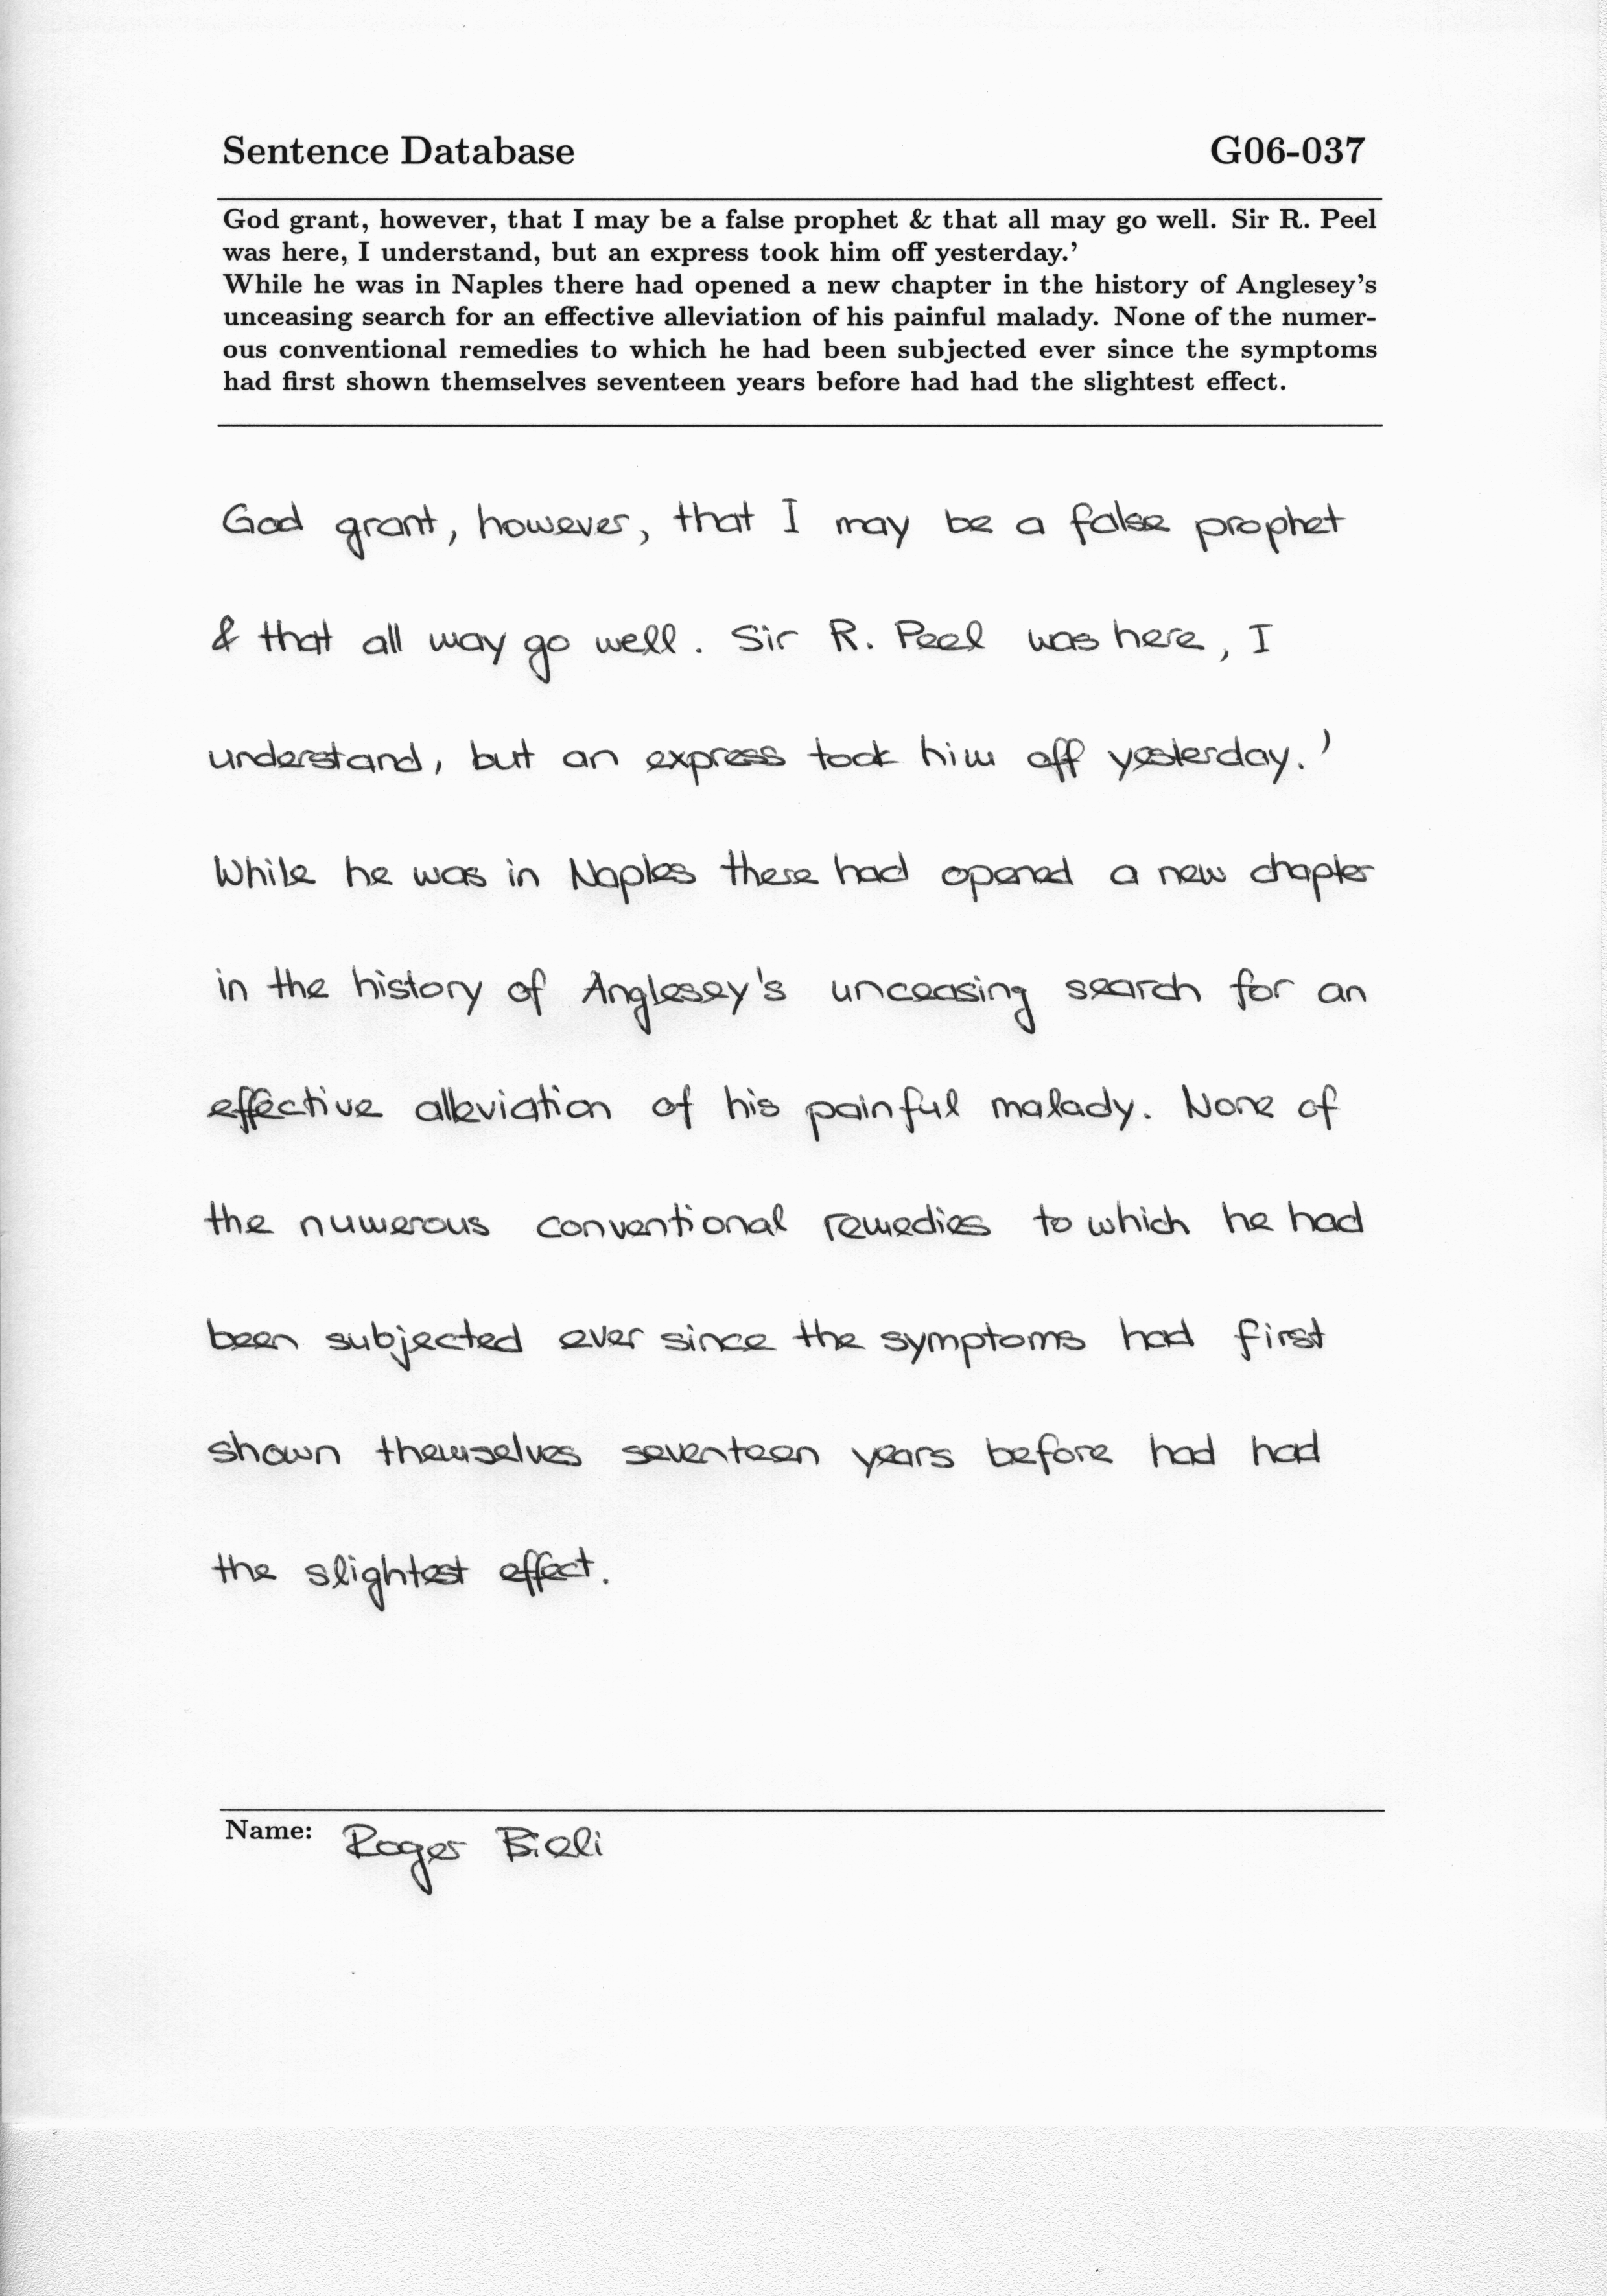 Sentence Database G06-037
God grant, however, that I may be a false prophet & that all may go well. Sir R. Peel
was here, I understand, but an express took him off yesterday.’
While he was in Naples there had opened a new chapter in the history of Anglesey’s
unceasing search for an effective alleviation of his painful malady. None of the numer-
ous conventional remedies to which he had been subjected ever since the symptoms
had first shown themselves seventeen years before had had the slightest effect.
God grant, however, that I may be a false prophet
& that all may go well. Sir R. Peel was here, I
understand, but an express took him off yesterday.’
While he was in Naples there had opened a new chapter
in the history of Anglesey's unceasing search for an
effective alleviation of his painful malady. None of
the numerous conventional remedies to which he had
been subjected ever since the symptoms had first
shown themselves seventeen years before had had
the slightest effect.
Name: Roger Bieli